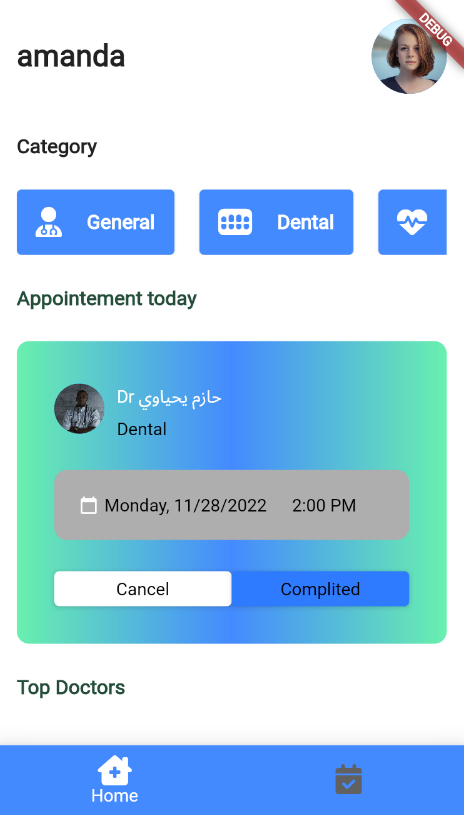 DEBUG
amanda
Category
General
Dental
Appointement today
Dr حازم يحياوي
Dental
Monday, 11/28/2022 2:00 PM
Cancel
Complited
Top Doctors
Home